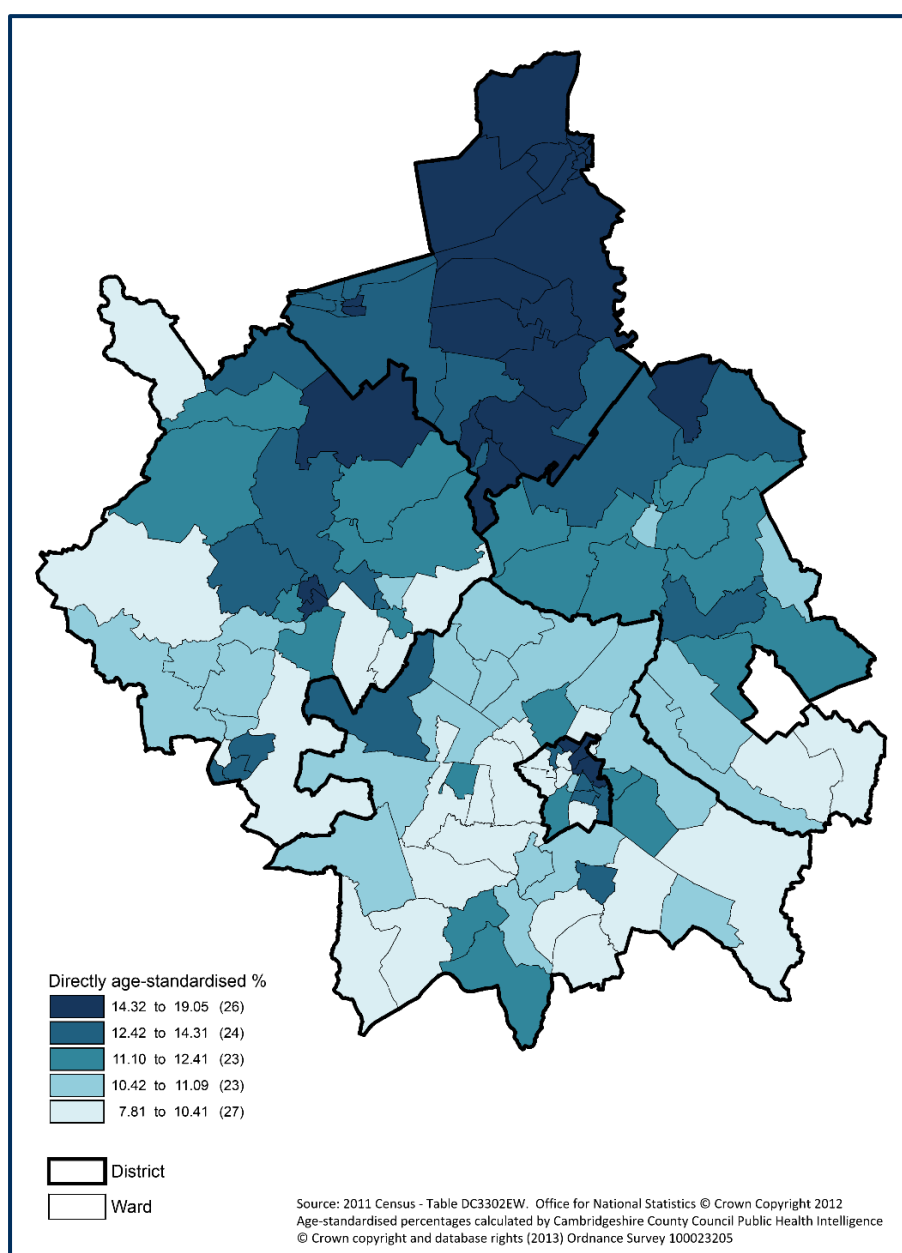 Directly age-standardised %
14.32 to 19.05 (26)
12.42 to 14.31 (24)
11.10 to 12.41 (23)
10.42 to 11.09 (23)
7.81 to 10.41 (27)
District
Ward
Source: 2011 Census - Table DC3302EW. Office for National Statistics © Crown Copyright 2012
Age-standardised percentages calculated by Cambridgeshire County Council Public Health Intelligence
© Crown copyright and database rights (2013) Ordnance Survey 100023205